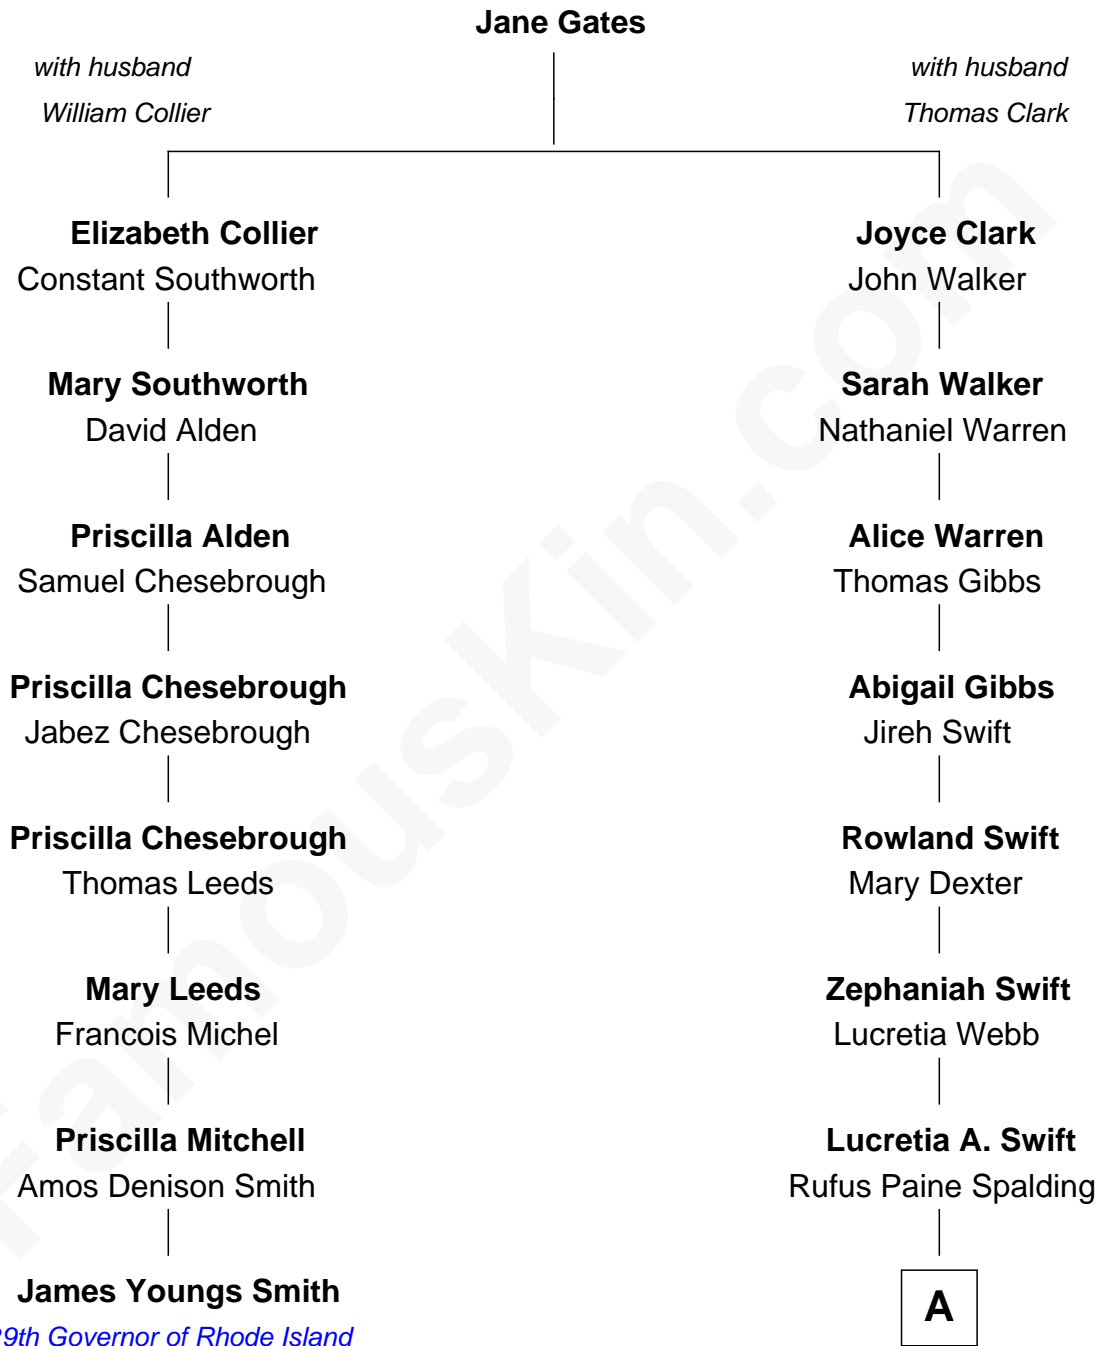 Jane Gates
with husband
William Collier
with husband
Thomas Clark
Elizabeth Collier
Constant Southworth
Joyce Clark
John Walker
Mary Southworth
David Alden
Sarah Walker
Nathaniel Warren
Priscilla Alden
Samuel Chesebrough
Alice Warren
Thomas Gibbs
Priscilla Chesebrough
Jabez Chesebrough
Abigail Gibbs
Jireh Swift
Priscilla Chesebrough
Thomas Leeds
Rowland Swift
Mary Dexter
Mary Leeds
Francois Michel
Zephaniah Swift
Lucretia Webb
Priscilla Mitchell
Amos Denison Smith
Lucretia A. Swift
Rufus Paine Spalding
James Youngs Smith
9th Governor of Rhode Island
A
FamousKin.com